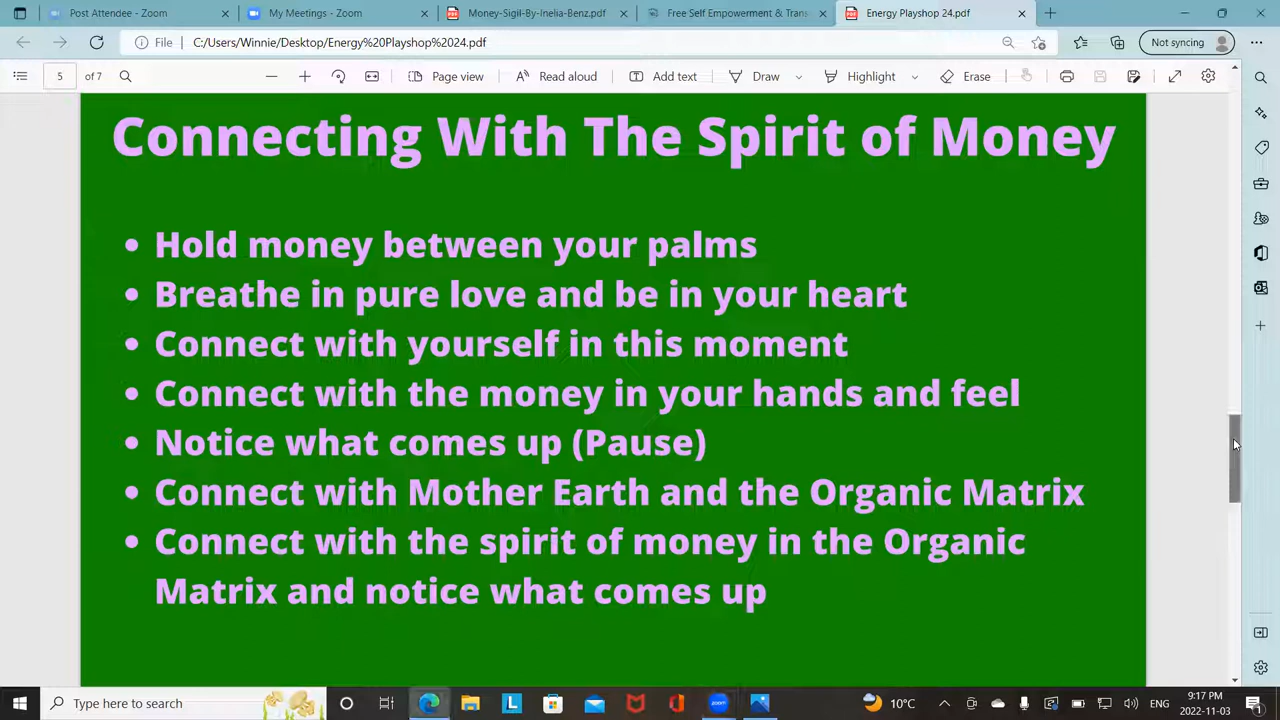 Post Attendee - Zoom
My Meetings - Zoom
Money-Sigil-By-Inelia-Benz.pdf
Free Self Empowerment & Trans
Energy Playshop 24.pdf
File
C:/Users/Winnie/Desktop/Energy%20Playshop%2024.pdf
Not syncing
5 of 7
Page view
Read aloud
Add text
Draw
Highlight
Erase
Connecting With The Spirit of Money
• Hold money between your palms
• Breathe in pure love and be in your heart
• Connect with yourself in this moment
• Connect with the money in your hands and feel
• Notice what comes up (Pause)
• Connect with Mother Earth and the Organic Matrix
• Connect with the spirit of money in the Organic
Matrix and notice what comes up
Type here to search
L
zoom
10°C
ENG
9:17 PM
2022-11-03
1